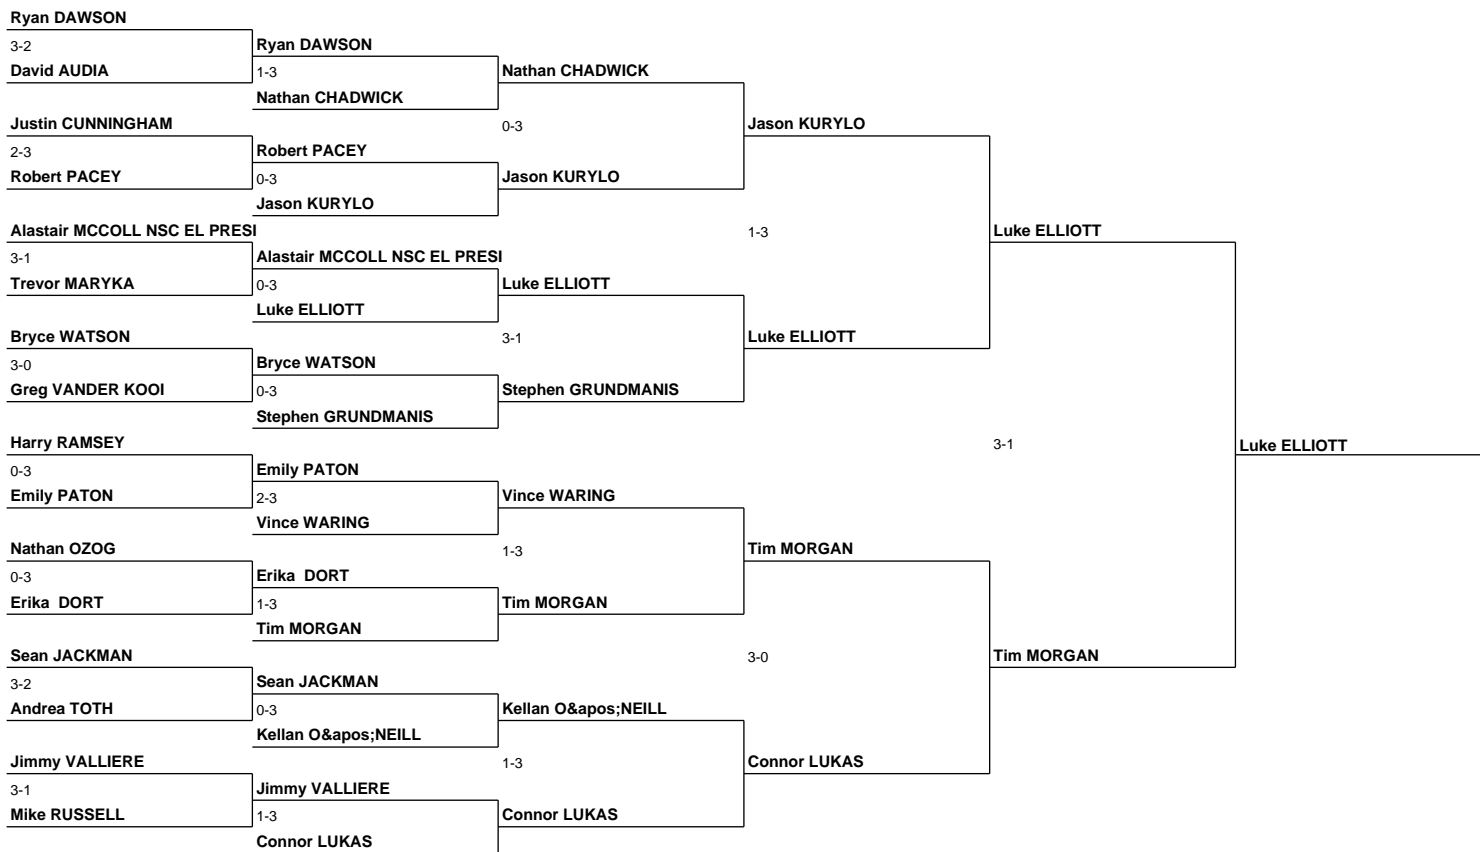 Ryan DAWSON
3-2
David AUDIA
Justin CUNNINGHAM
2-3
Robert PACEY
Alastair MCCOLL NSC EL PRESI
3-1
Trevor MARYKA
Bryce WATSON
3-0
Greg VANDER KOOI
Harry RAMSEY
0-3
Emily PATON
Nathan OZOG
0-3
Erika  DORT
Sean JACKMAN
3-2
Andrea TOTH
Jimmy VALLIERE
3-1
Mike RUSSELL
Ryan DAWSON
1-3
Nathan CHADWICK
Robert PACEY
0-3
Jason KURYLO
Alastair MCCOLL NSC EL PRESI
0-3
Luke ELLIOTT
Bryce WATSON
0-3
Stephen GRUNDMANIS
Emily PATON
2-3
Vince WARING
Erika  DORT
1-3
Tim MORGAN
Sean JACKMAN
0-3
Kellan O&apos;NEILL
Jimmy VALLIERE
1-3
Connor LUKAS
Nathan CHADWICK
0-3
Jason KURYLO
Luke ELLIOTT
3-1
Stephen GRUNDMANIS
Vince WARING
1-3
Tim MORGAN
Kellan O&apos;NEILL
1-3
Connor LUKAS
Jason KURYLO
1-3
Luke ELLIOTT
Tim MORGAN
3-0
Connor LUKAS
Luke ELLIOTT
3-1
Tim MORGAN
Luke ELLIOTT